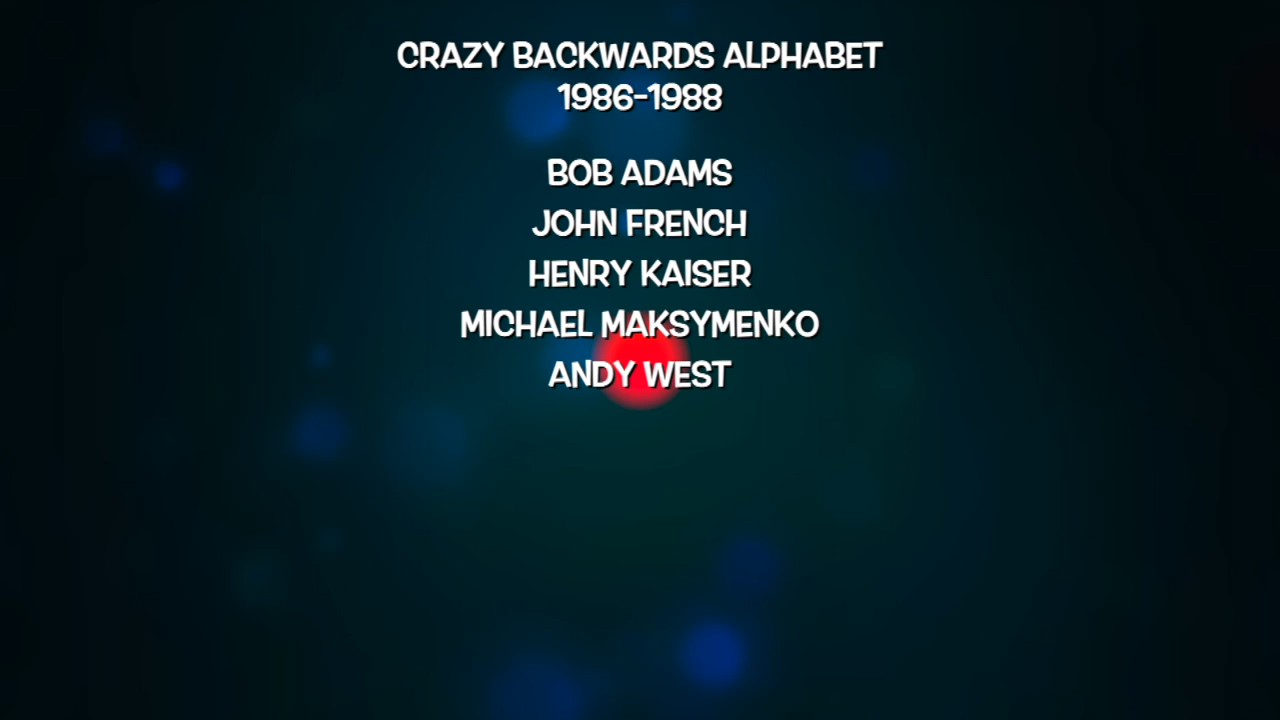 CRAZY BACKWARDS ALPHABET
1986-1988
BOB ADAMS
JOHN FRENCH
HENRY KAISER
MICHAEL MAKSYMENKO
ANDY WEST